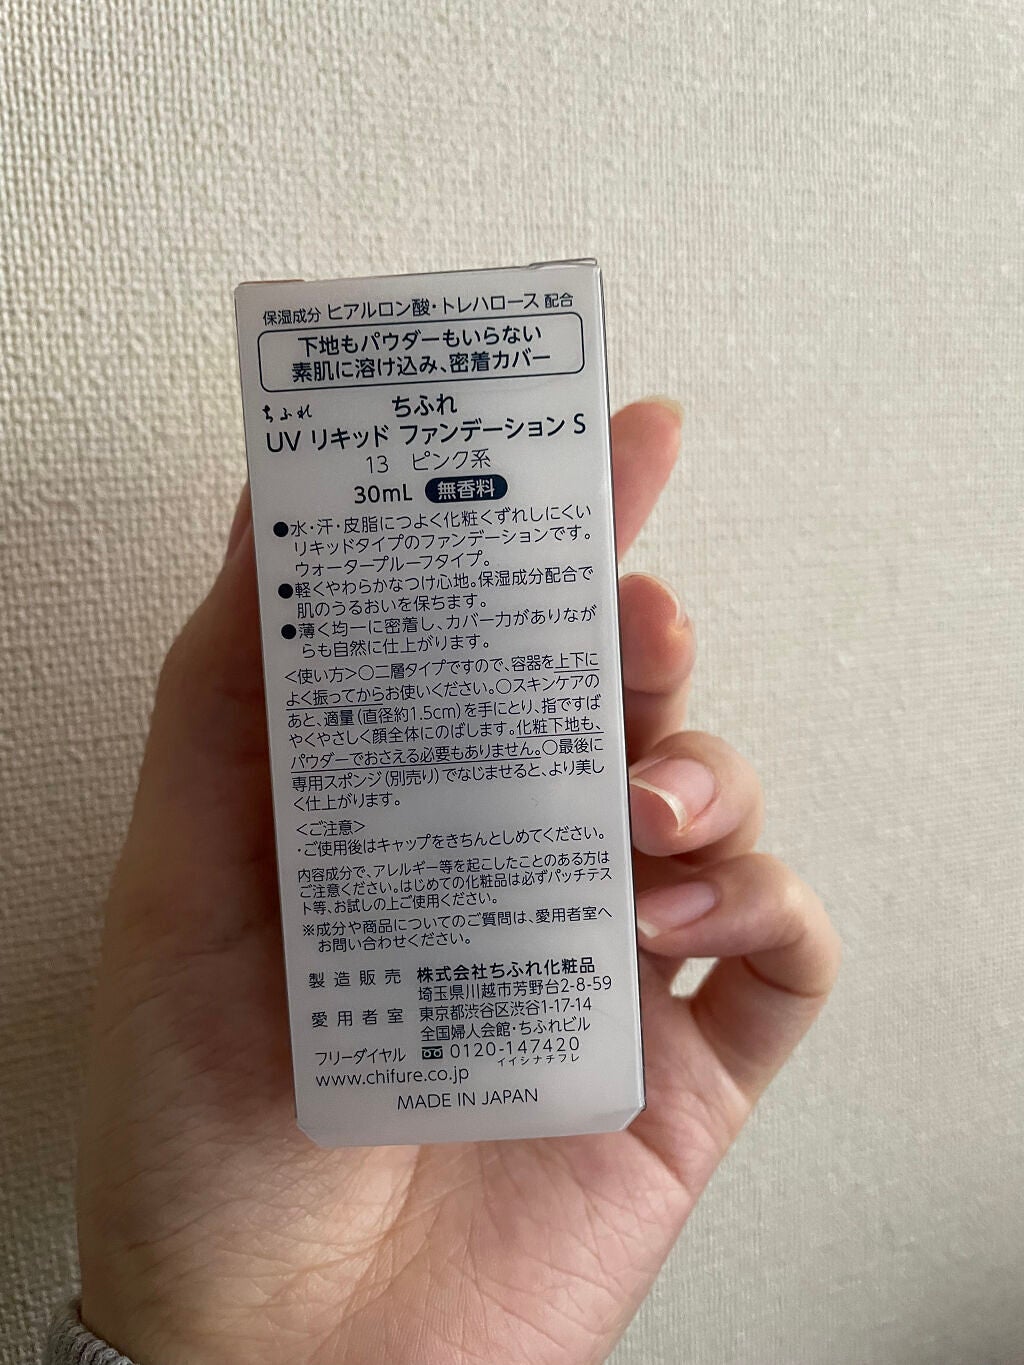 保湿成分 ヒアルロン酸・トレハロース 配合
下地もパウダーもいらない
素肌に溶け込み、密着カバー
ちふれ ちふれ
UV リキッド ファンデーション S
13 ピンク系
30mL 無香料
●水・汗・皮脂につよく化粧くずれしにくい
リキッドタイプのファンデーションです。
ウォータープルーフタイプ。
●軽くやわらかなつけ心地。保湿成分配合で
肌のうるおいを保ちます。
●薄く均一に密着し、カバー力がありなが
らも自然に仕上がります。
<使い方>○二層タイプですので、容器を上下に
よく振ってからお使いください。○スキンケアの
あと、適量(直径約1.5cm)を手にとり、指ですば
やくやさしく顔全体にのばします。化粧下地も、
パウダーでおさえる必要もありません。○最後に
専用スポンジ(別売り)でなじませると、より美し
く仕上がります。
<ご注意>
・ご使用後はキャップをきちんとしめてください。
内容成分で、アレルギー等を起こしたことのある方は
ご注意ください。はじめての化粧品は必ずパッチテス
ト等、お試しの上ご使用ください。
※成分や商品についてのご質問は、愛用者室へ
お問い合わせください。
製造販売 株式会社ちふれ化粧品
埼玉県川越市芳野台2-8-59
愛用者室 東京都渋谷区渋谷1-17-14
全国婦人会館・ちふれビル
フリーダイヤル 0120-147420
イイシナチフレ
www.chifure.co.jp
MADE IN JAPAN